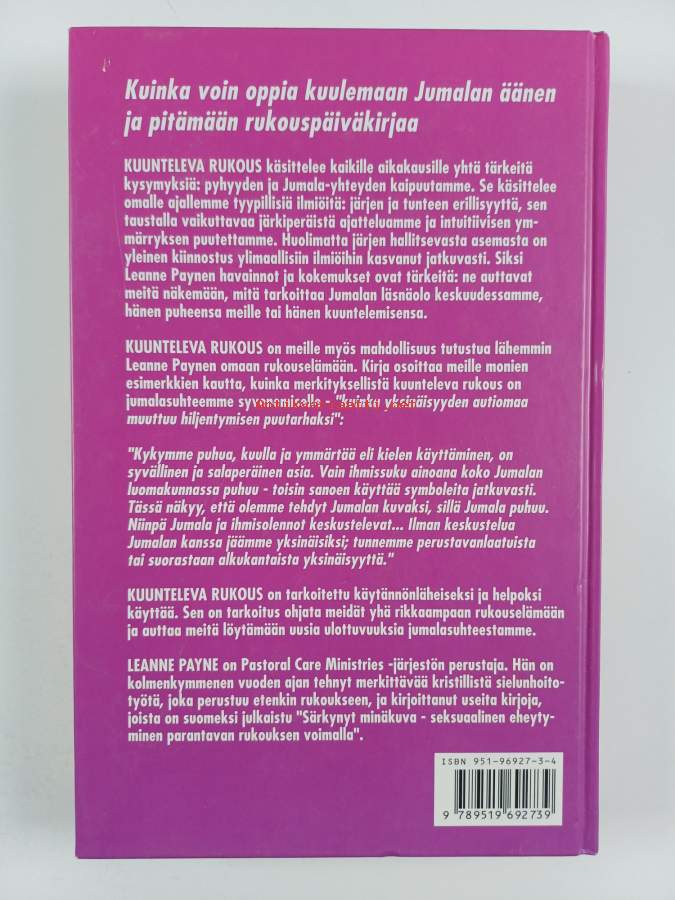 Kuinka voin oppia kuulemaan Jumalan äänen
ja pitämään rukouspäiväkirjaa
KUUNTELEVA RUKOUS käsittelee kaikille aikakausille yhtä tärkeitä
kysymyksiä: pyhyyden ja Jumala-yhteyden kaipuutamme. Se käsittelee
omalle ajallemme tyypillisiä ilmiöitä: järjen ja tunteen erillisyyttä, sen
taustalla vaikuttavaa järkiperäistä ajatteluamme ja intuitiivisen ym-
märryksen puutettamme. Huolimatta järjen hallitsevasta asemasta on
yleinen kiinnostus ylimaallisiin ilmiöihin kasvanut jatkuvasti. Siksi
Leanne Paynen havainnot ja kokemukset ovat tärkeitä: ne auttavat
meitä näkemään, mitä tarkoittaa Jumalan läsnäolo keskuudessamme,
hänen puheensa meille tai hänen kuuntelemisensa.
KUUNTELEVA RUKOUS on meille myös mahdollisuus tutustua lähemmin
Leanne Paynen omaan rukouselämään. Kirja osoittaa meille monien
esimerkkien kautta, kuinka merkityksellistä kuunteleva rukous on
jumalasuhteemme - "kuinka yksinäisyyden autiomaa
muuttuu hiljentymisen puutarhaksi":
"Kykymme puhua, kuulla ja ymmärtää eli kielen käyttäminen, on
syvällinen ja salaperäinen asia. Vain ihmissuku ainoana koko Jumalan
luomakunnassa puhuu - toisin sanoen käyttää symboleita jatkuvasti.
Tässä näkyy, että olemme tehdyt Jumalan kuvaksi, sillä Jumala puhuu.
Niinpä Jumala ja ihmisolennot keskustelevat... Ilman keskustelua
Jumalan kanssa jäämme yksinäisiksi; tunnemme perustavanlaatuista
tai suorastaan alkukantaista yksinäisyyttä."
KUUNTELEVA RUKOUS on tarkoitettu käytännönläheiseksi ja helpoksi
käyttää. Sen on tarkoitus ohjata meidät yhä rikkaampaan rukouselämään
ja auttaa meitä löytämään uusia ulottuvuuksia jumalasuhteestamme.
LEANNE PAYNE on Pastoral Care Ministries -järjestön perustaja. Hän on
kolmenkymmenen vuoden ajan tehnyt merkittävää kristillistä sielunhoito-
työtä, joka perustuu etenkin rukoukseen, ja kirjoittanut useita kirjoja,
joista on suomeksi julkaistu "Särkynyt minäkuva - seksuaalinen eheyty-
minen parantavan rukouksen voimalla".
ISBN 951-96927-3-4
9 789519 692739